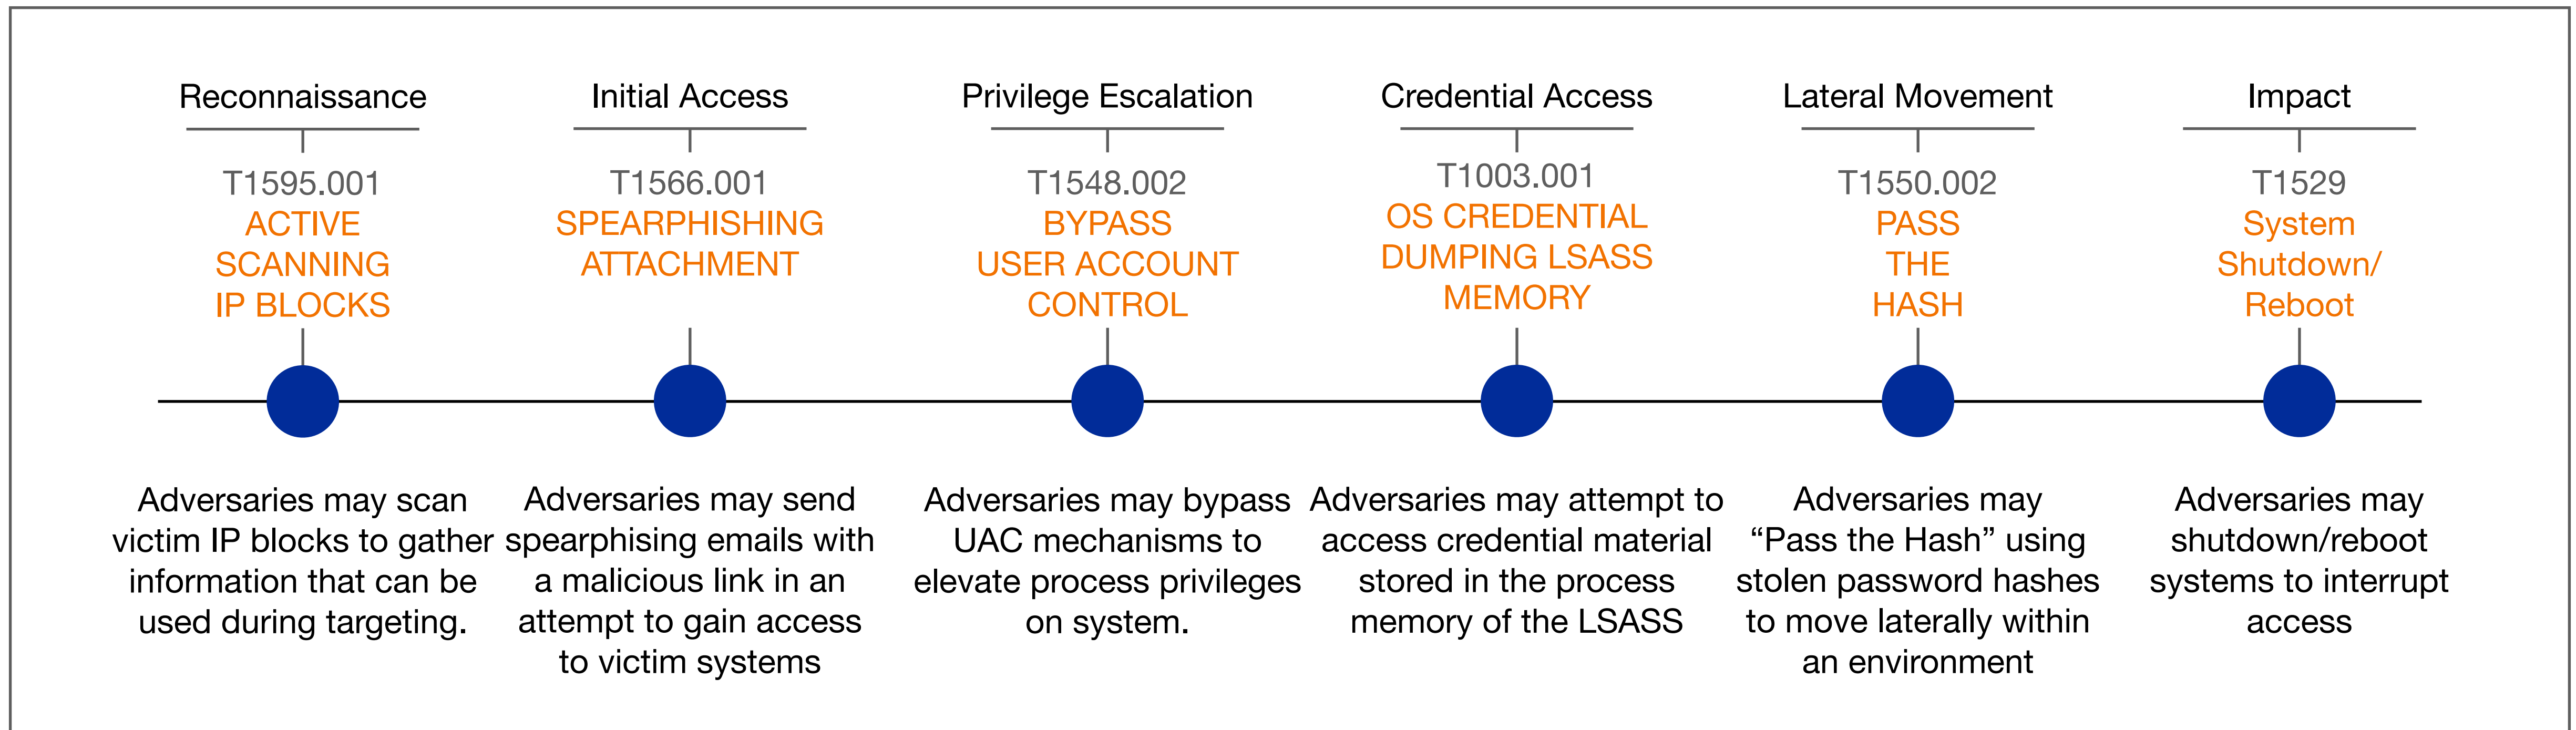 Reconnaissance
T1595.001
ACTIVE
SCANNING
IP BLOCKS
Adversaries may scan
victim IP blocks to gather
information that can be
used during targeting.
Initial Access
T1566.001
SPEARPHISHING
ATTACHMENT
Adversaries may send
spearphising emails with
a malicious link in an
attempt to gain access
to victim systems
Privilege Escalation
T1548.002
BYPASS
USER ACCOUNT
CONTROL
Adversaries may bypass
UAC mechanisms to
elevate process privileges
on system.
Credential Access
T1003.001
OS CREDENTIAL
DUMPING LSASS
MEMORY
Adversaries may attempt to
access credential material
stored in the process
memory of the LSASS
Lateral Movement
T1550.002
PASS
THE
HASH
Adversaries may
“Pass the Hash” using
stolen password hashes
to move laterally within
an environment
Impact
T1529
System
Shutdown/
Reboot
Adversaries may
shutdown/reboot
systems to interrupt
access